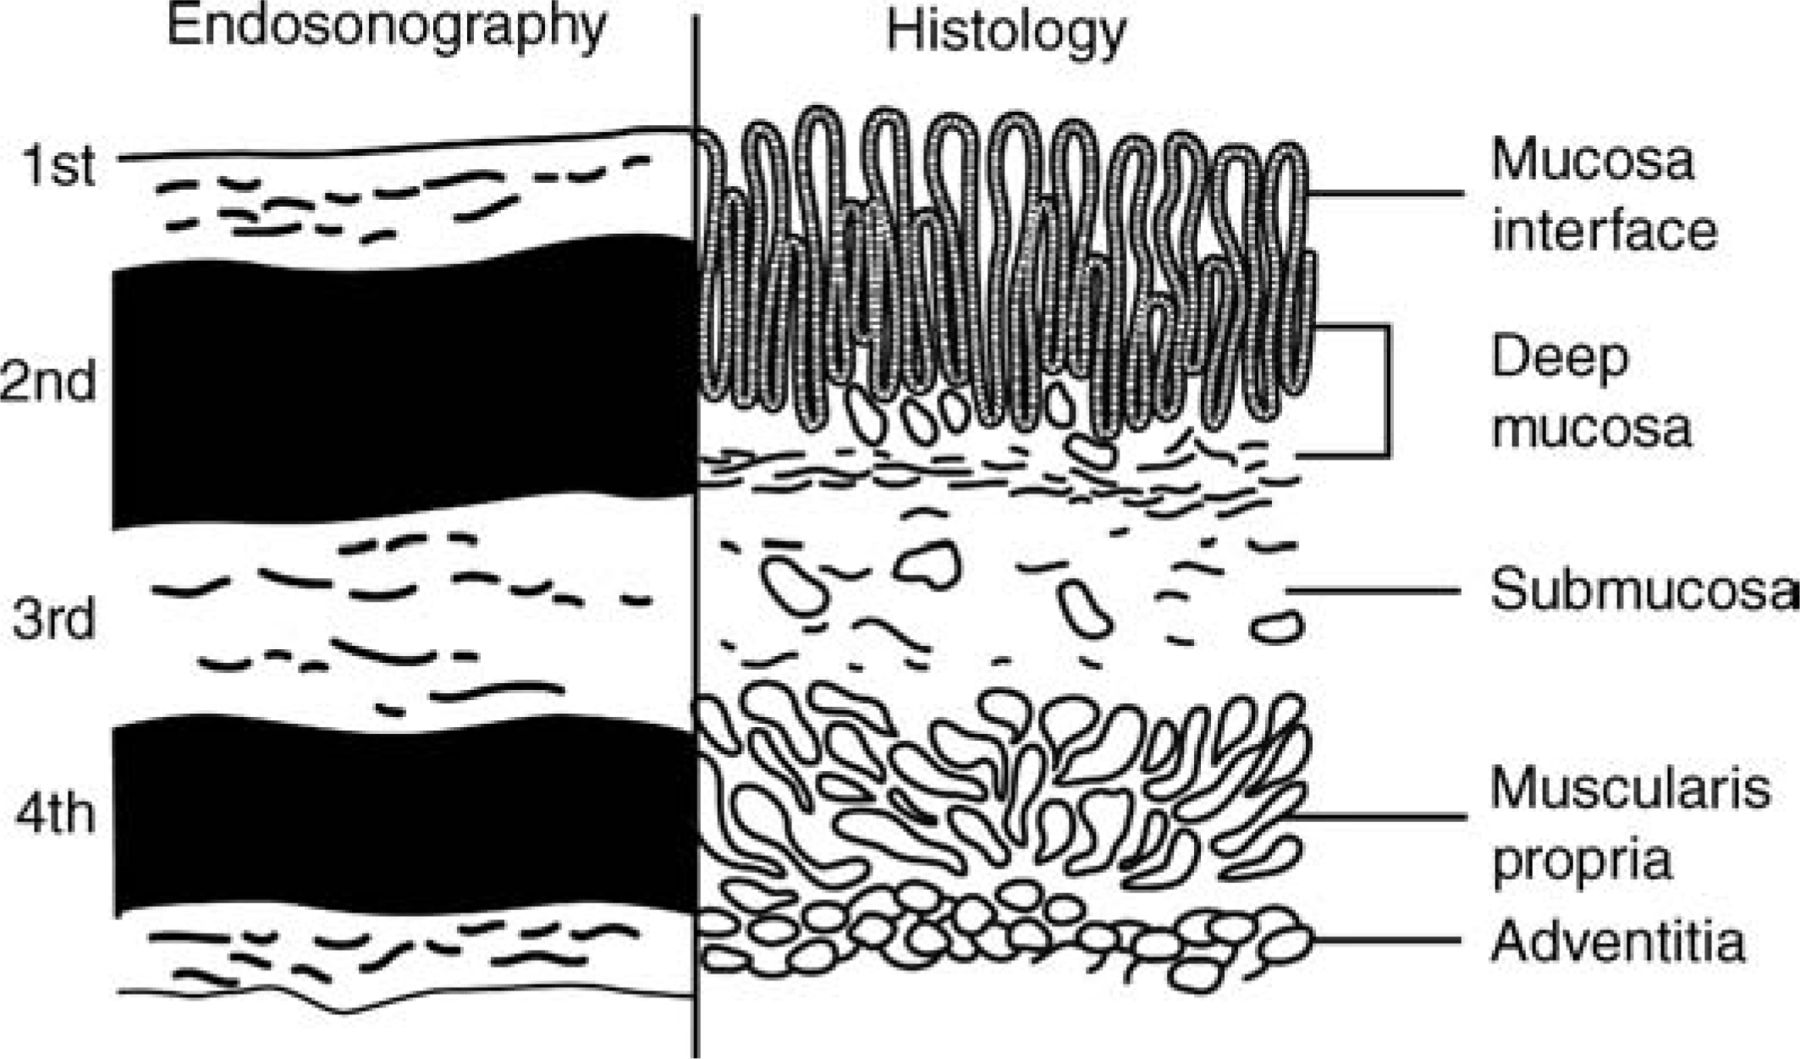 Endosonography
Histology
1st
2nd
3rd
4th
Mucosa
interface
Deep
mucosa
Submucosa
Muscularis
propria
Adventitia